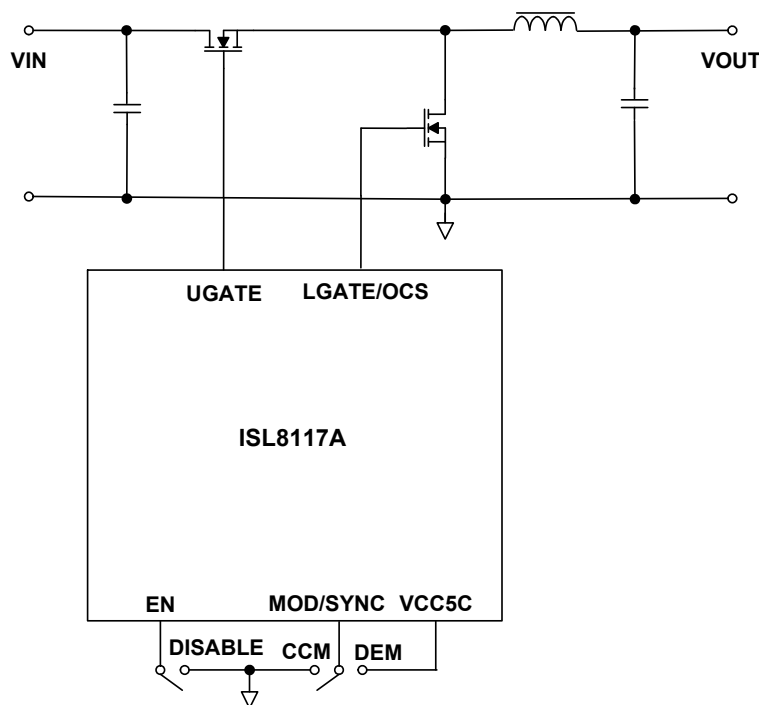 VIN
VOUT
UGATE
LGATE/OCS
ISL8117A
EN
MOD/SYNC
VCC5C
DISABLE
CCM
DEM